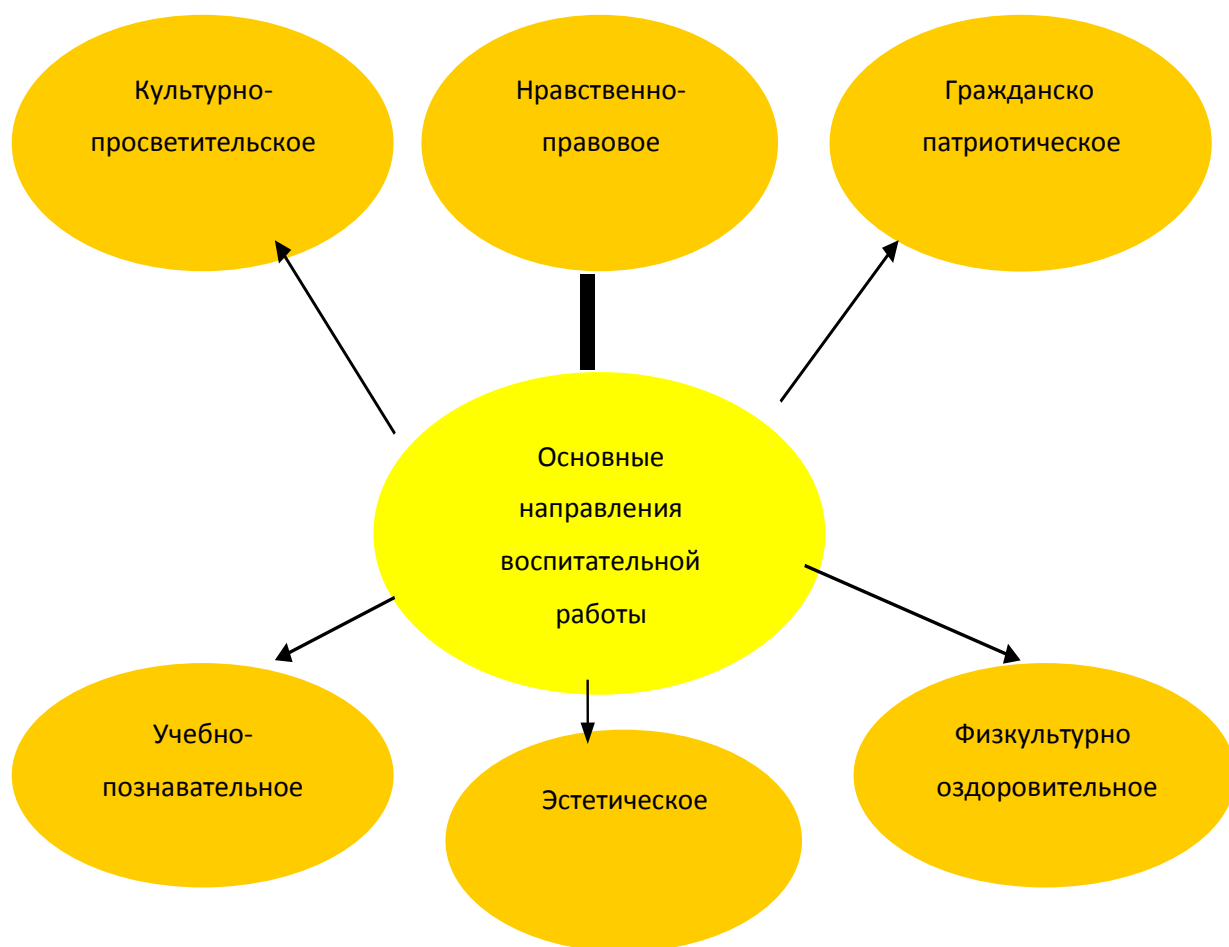 Культурно-
просветительское
Нравственно-
правовое
Гражданско
патриотическое
Основные
направления
воспитательной
работы
Учебно-
познавательное
Эстетическое
Физкультурно
оздоровительное